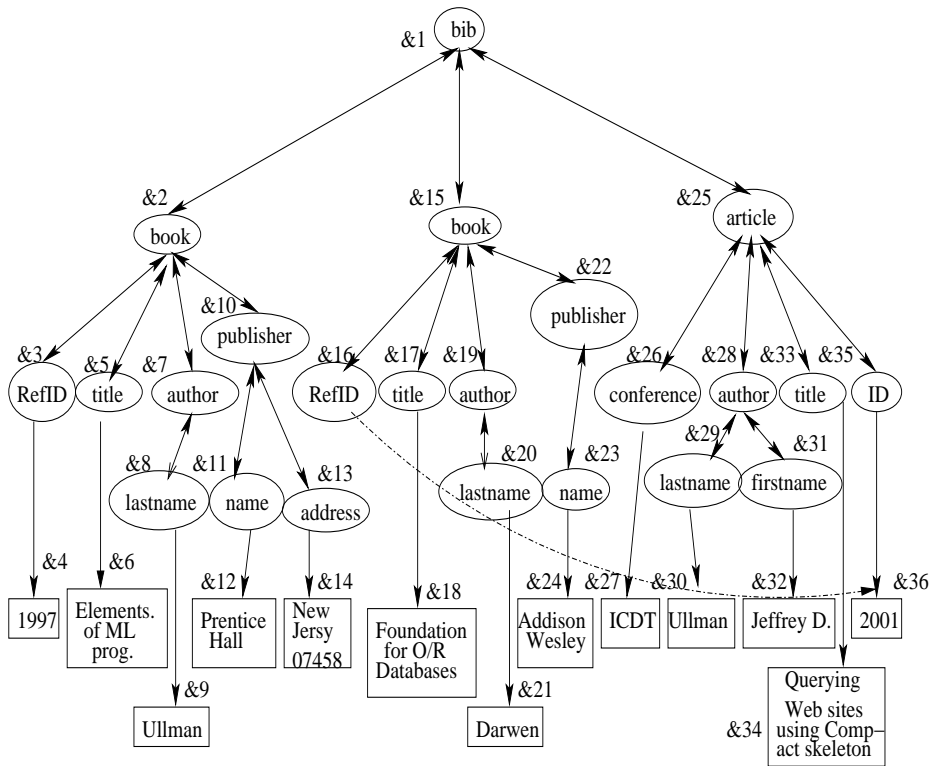 bib
&1
&2
book
&15
book
&25
article
&10
publisher
&22
publisher
&3
RefID
&5
title
&7
author
&16
RefID
&17
title
&19
author
&26
conference
&28
author
&33
title
&35
ID
&8
lastname
&11
name
&13
address
&20
lastname
&23
name
&29
lastname
&31
firstname
&4
1997
&6
Elements.
of ML
prog.
&12
Prentice
Hall
&14
New
Jersy
07458
&18
Foundation
for O/R
Databases
&24
Addison
Wesley
&27
ICDT
&30
Ullman
&32
Jeffrey D.
&36
2001
&9
Ullman
&21
Darwen
&34
Querying
Web sites
using Comp-
act skeleton